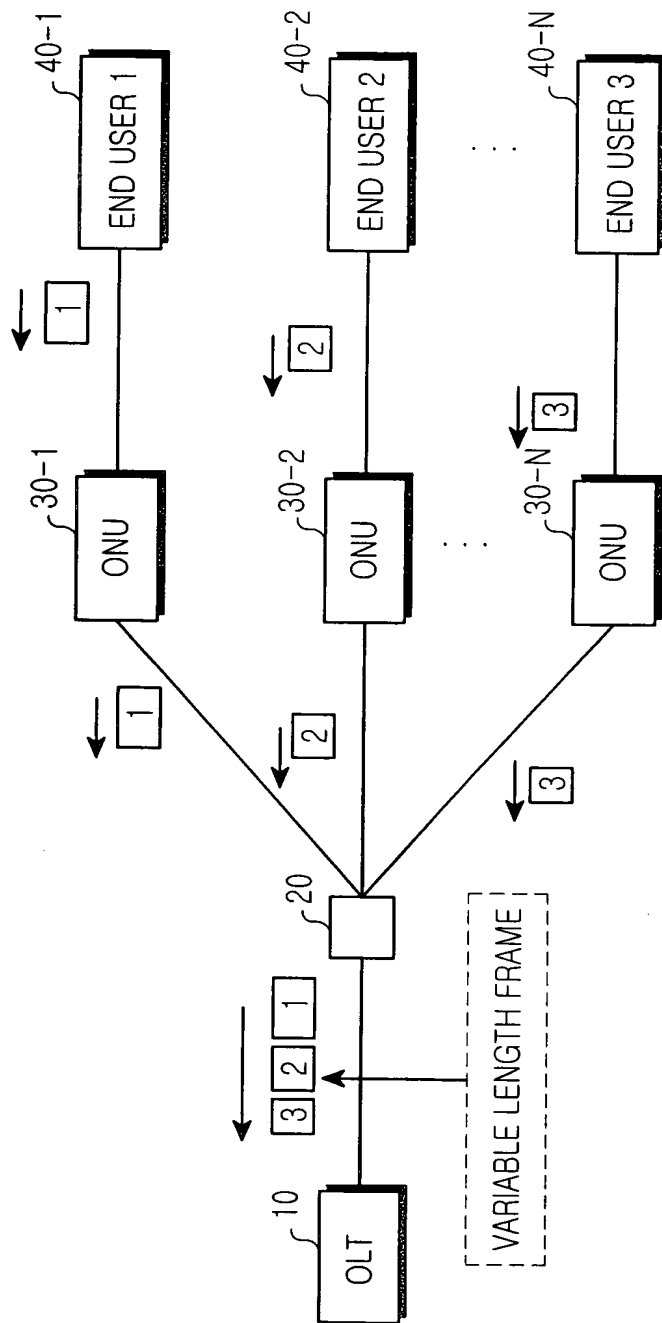 40-1
END USER 1
1
30-1
ONU
1
40-2
END USER 2
2
30-2
ONU
2
. . .
. . .
40-N
END USER 3
3
30-N
ONU
3
20
3 2 1
VARIABLE LENGTH FRAME
10
OLT